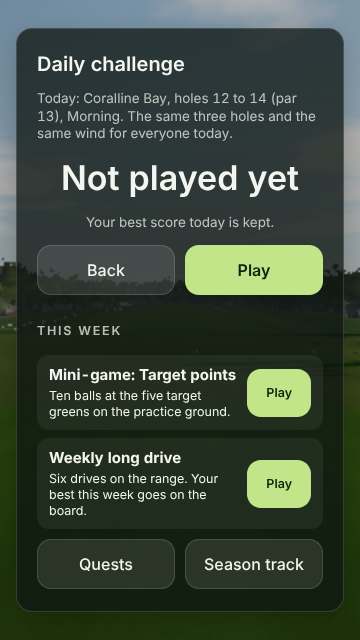 Daily challenge
Today: Coralline Bay, holes 12 to 14 (par
13), Morning. The same three holes and the
same wind for everyone today.
Not played yet
Your best score today is kept.
Back
Play
THIS WEEK
Mini-game: Target points
Ten balls at the five target
greens on the practice ground.
Play
Weekly long drive
Six drives on the range. Your
best this week goes on the
board.
Play
Quests
Season track